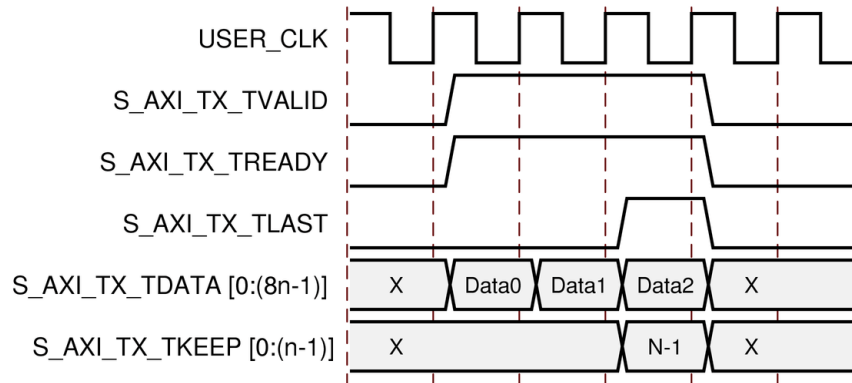 USER_CLK
S_AXI_TX_TVALID
S_AXI_TX_TREADY
S_AXI_TX_TLAST
S_AXI_TX_TDATA [0:(8n-1)] X Data0 Data1 Data2 X
S_AXI_TX_TKEEP [0:(n-1)] X N-1 X